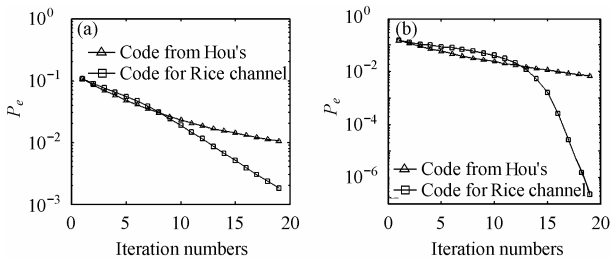 (a)
Code from Hou's
Code for Rice channel
10^0
10^-1
10^-2
10^-3
P_e
0 5 10 15 20
Iteration numbers
(b)
Code from Hou's
Code for Rice channel
10^0
10^-2
10^-4
10^-6
P_e
0 5 10 15 20
Iteration numbers